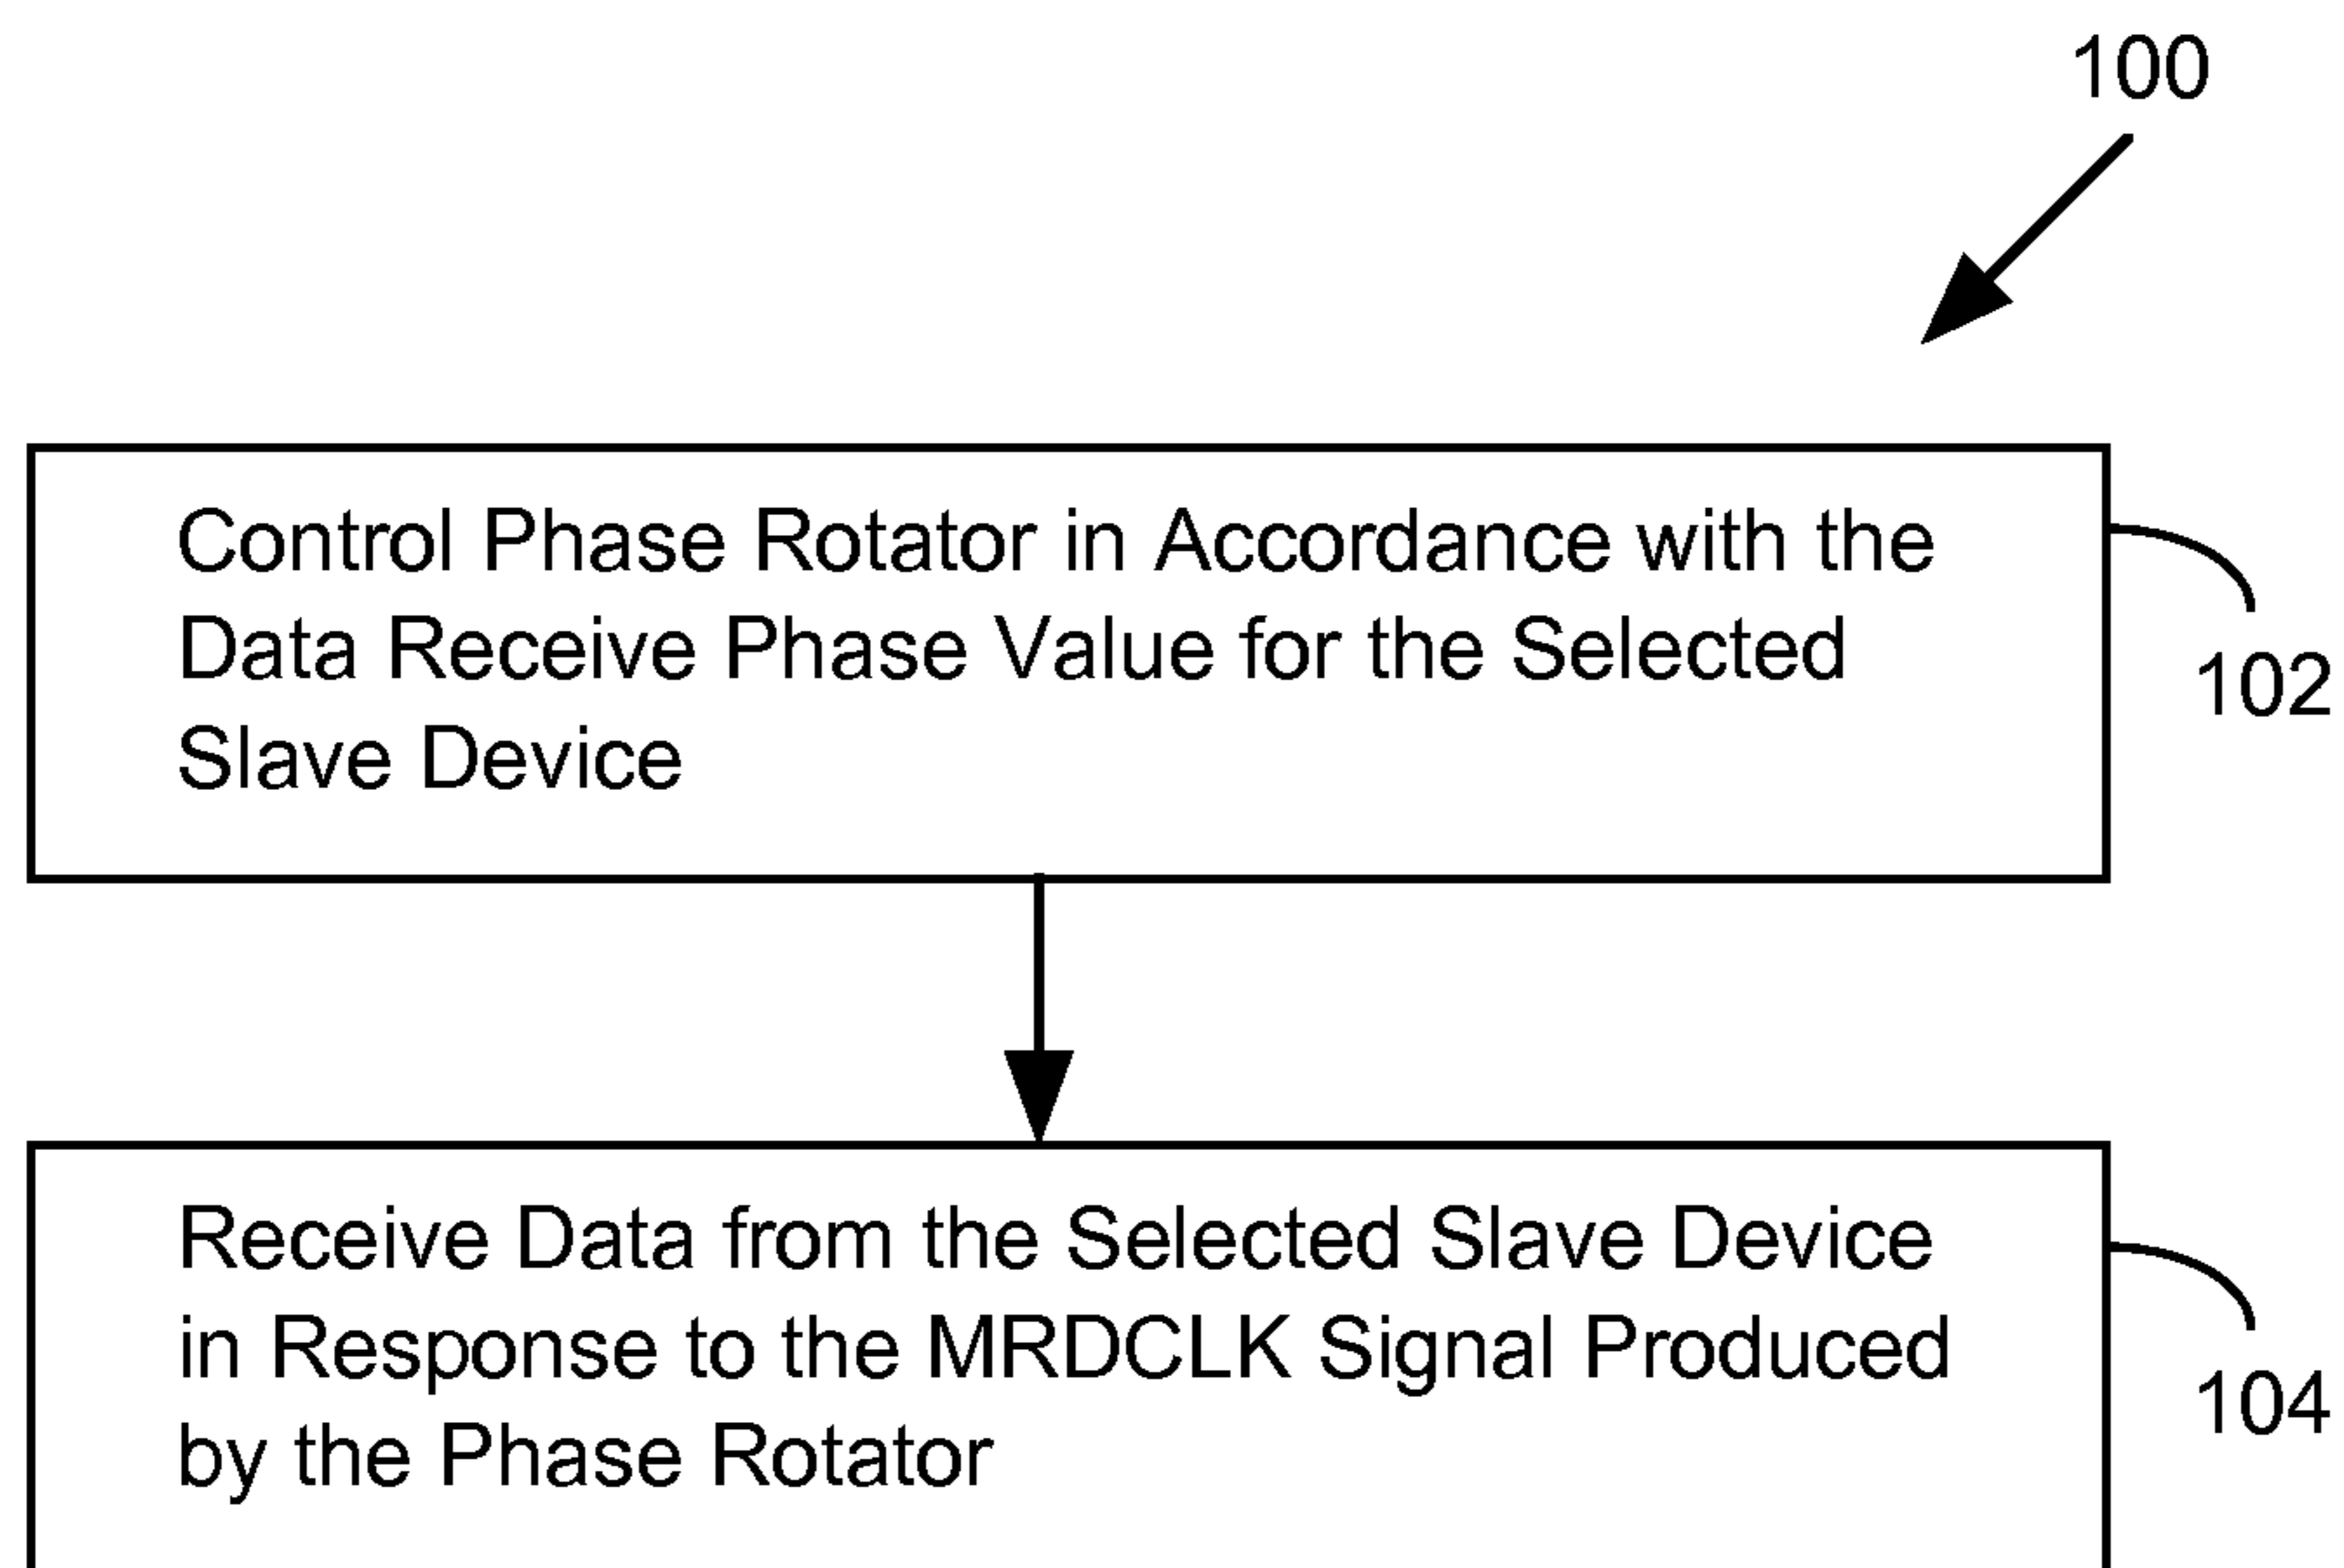 100
Control Phase Rotator in Accordance with the
Data Receive Phase Value for the Selected
Slave Device
102
Receive Data from the Selected Slave Device
in Response to the MRDCLK Signal Produced
by the Phase Rotator
104